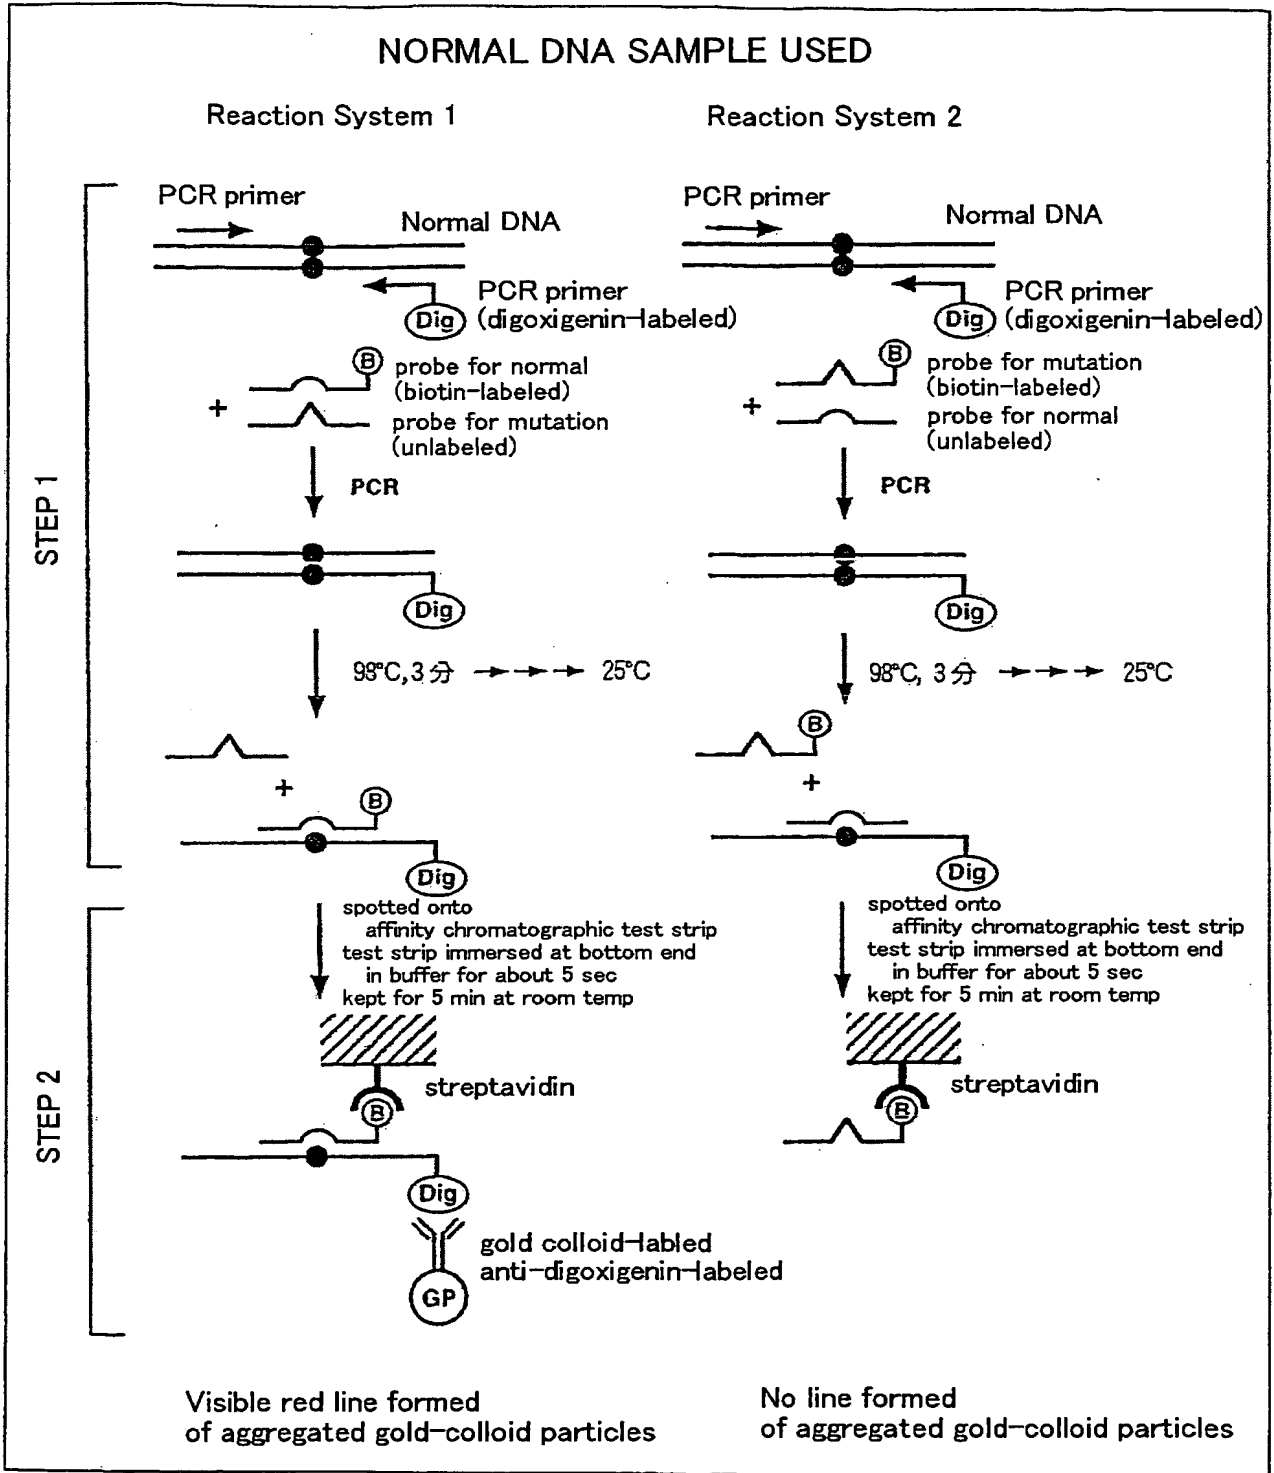 NORMAL DNA SAMPLE USED
Reaction System 1
Reaction System 2
STEP 1
PCR primer
Normal DNA
PCR primer
(digoxigenin-labeled)
Dig
B
probe for normal
(biotin-labeled)
+
probe for mutation
(unlabeled)
PCR
Dig
98°C,3分
25°C
B
+
Dig
PCR primer
Normal DNA
PCR primer
(digoxigenin-labeled)
Dig
B
probe for mutation
(biotin-labeled)
+
probe for normal
(unlabeled)
PCR
Dig
98°C, 3分
25°C
B
+
Dig
STEP 2
spotted onto
affinity chromatographic test strip
test strip immersed at bottom end
in buffer for about 5 sec
kept for 5 min at room temp
streptavidin
B
Dig
gold colloid-labled
anti-digoxigenin-labeled
GP
Visible red line formed
of aggregated gold-colloid particles
spotted onto
affinity chromatographic test strip
test strip immersed at bottom end
in buffer for about 5 sec
kept for 5 min at room temp
streptavidin
B
No line formed
of aggregated gold-colloid particles